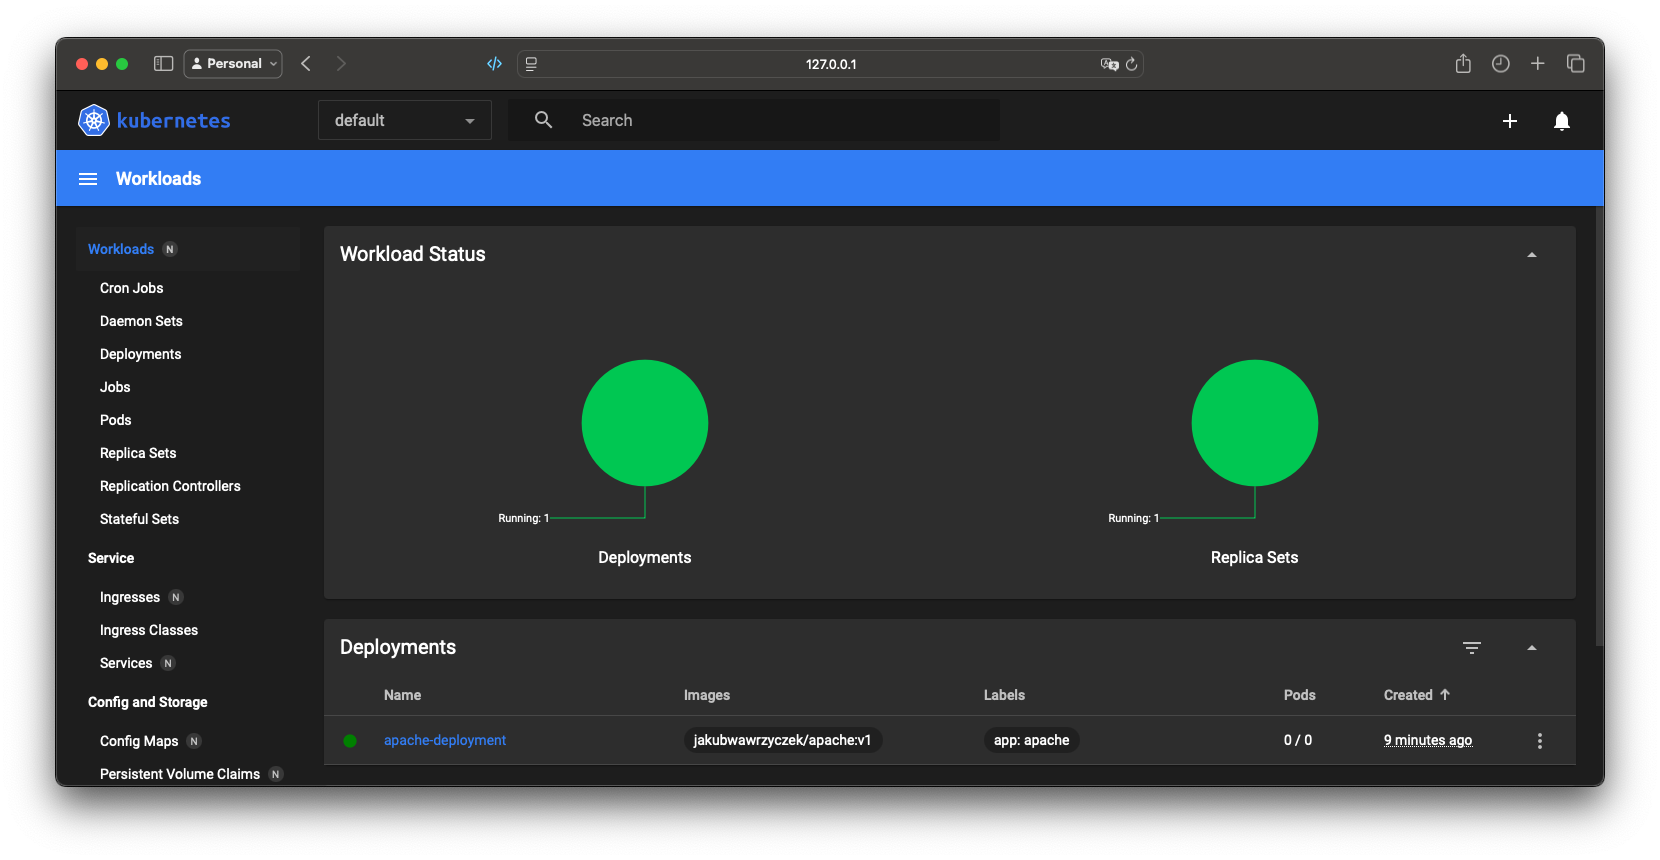 Personal
127.0.0.1
kubernetes
default
Search
Workloads
Workloads N
Cron Jobs
Daemon Sets
Deployments
Jobs
Pods
Replica Sets
Replication Controllers
Stateful Sets
Service
Ingresses N
Ingress Classes
Services N
Config and Storage
Config Maps N
Persistent Volume Claims N
Workload Status
Running: 1
Deployments
Running: 1
Replica Sets
Deployments
Name Images Labels Pods Created
apache-deployment jakubwawrzyczek/apache:v1 app: apache 0 / 0 9 minutes ago